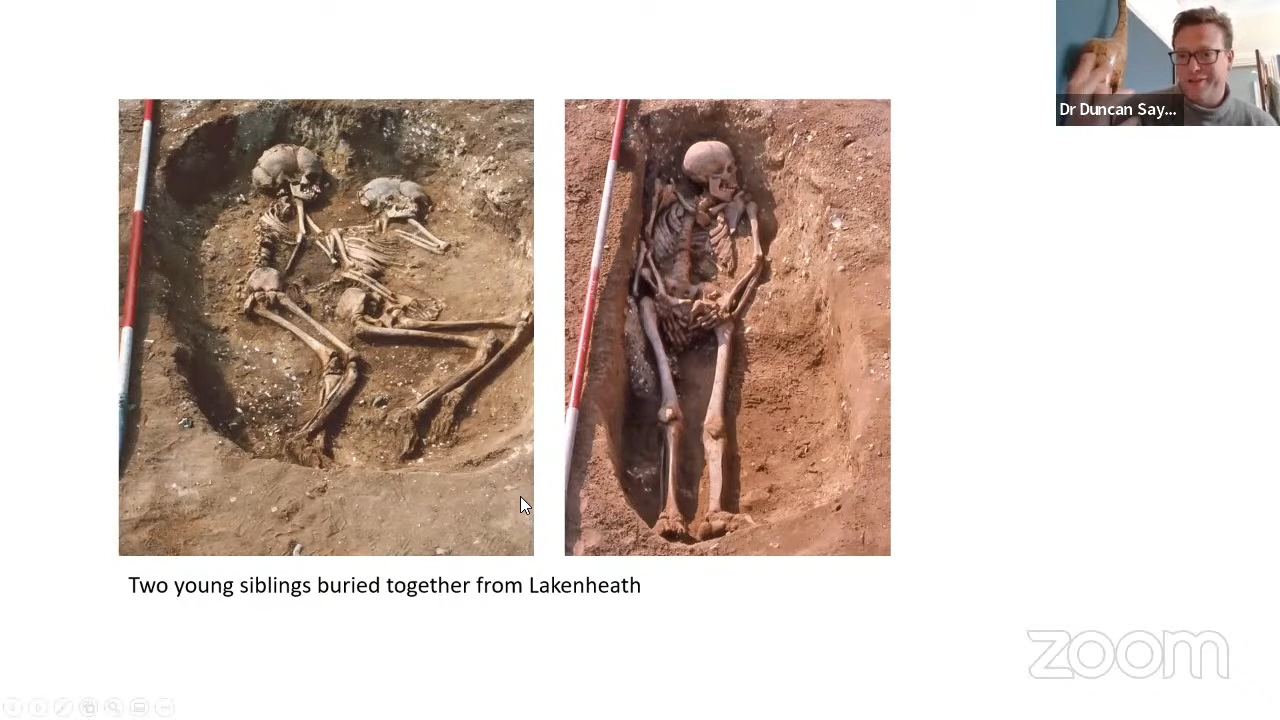 Dr Duncan Say...
Two young siblings buried together from Lakenheath
zoom